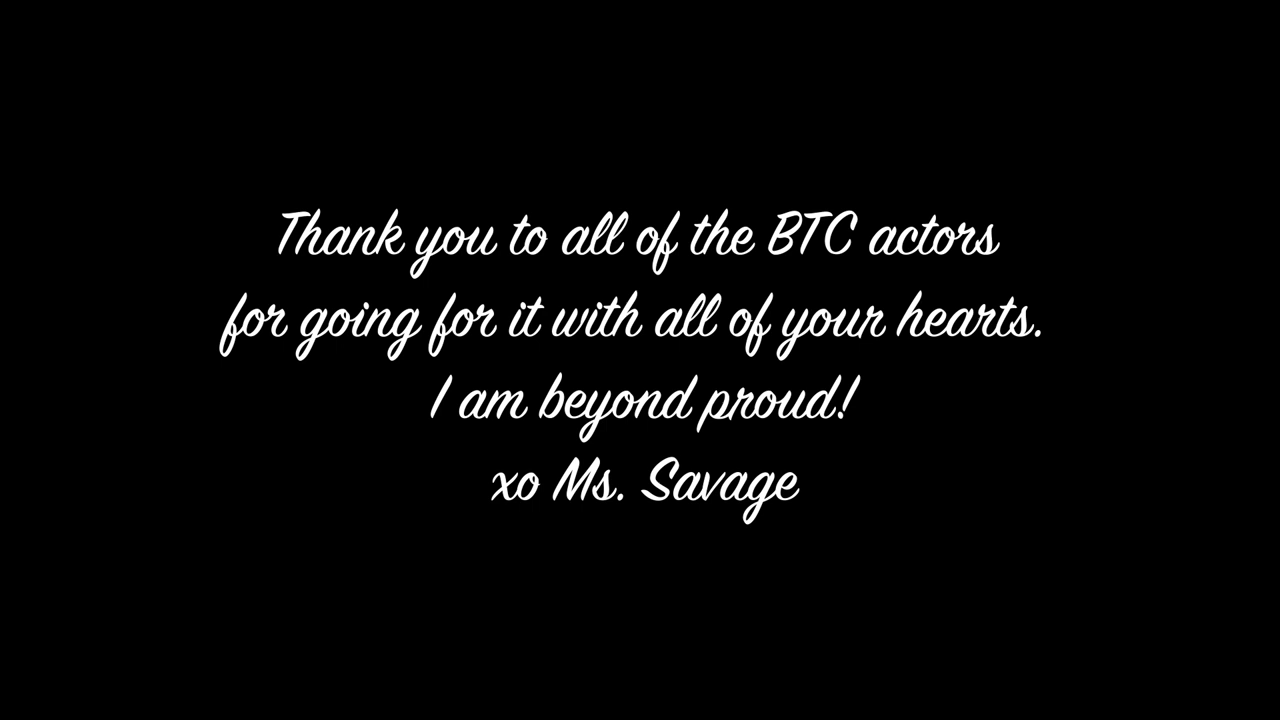 Thank you to all of the BTC actors
for going for it with all of your hearts.
I am beyond proud!
xo Ms. Savage